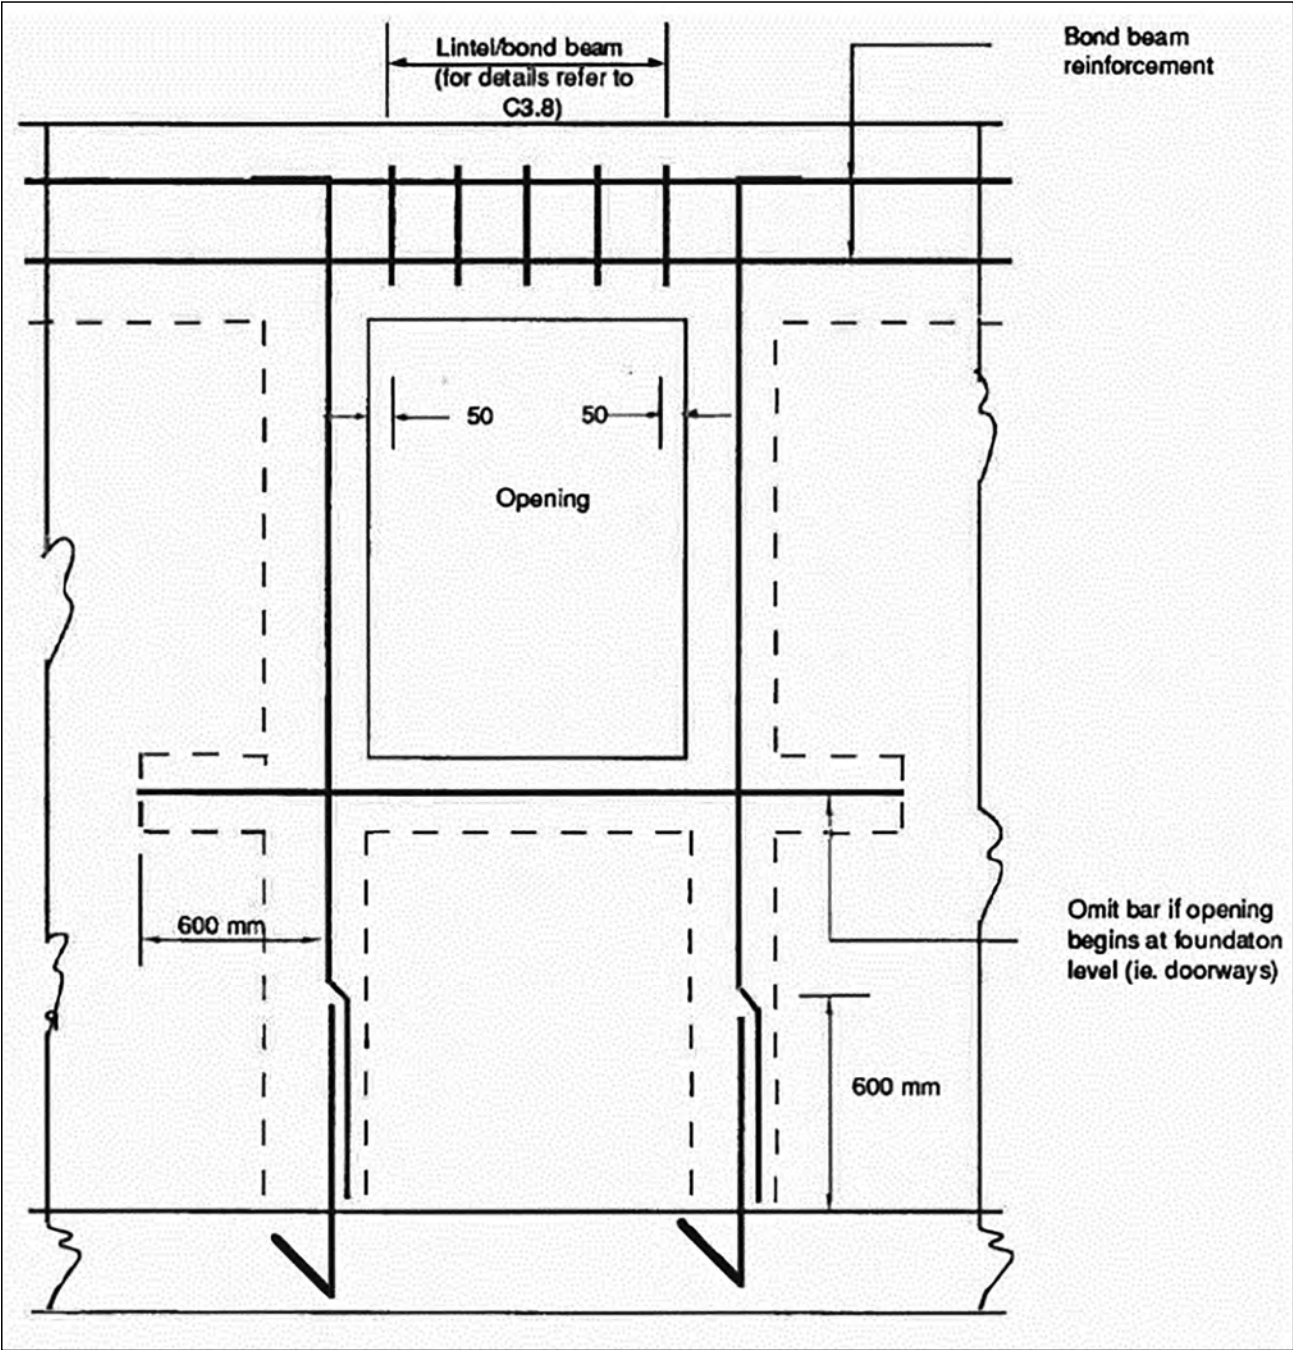 Lintel/bond beam
(for details refer to
C3.8)
Bond beam
reinforcement
50
50
Opening
600 mm
Omit bar if opening
begins at foundaton
level (ie. doorways)
600 mm